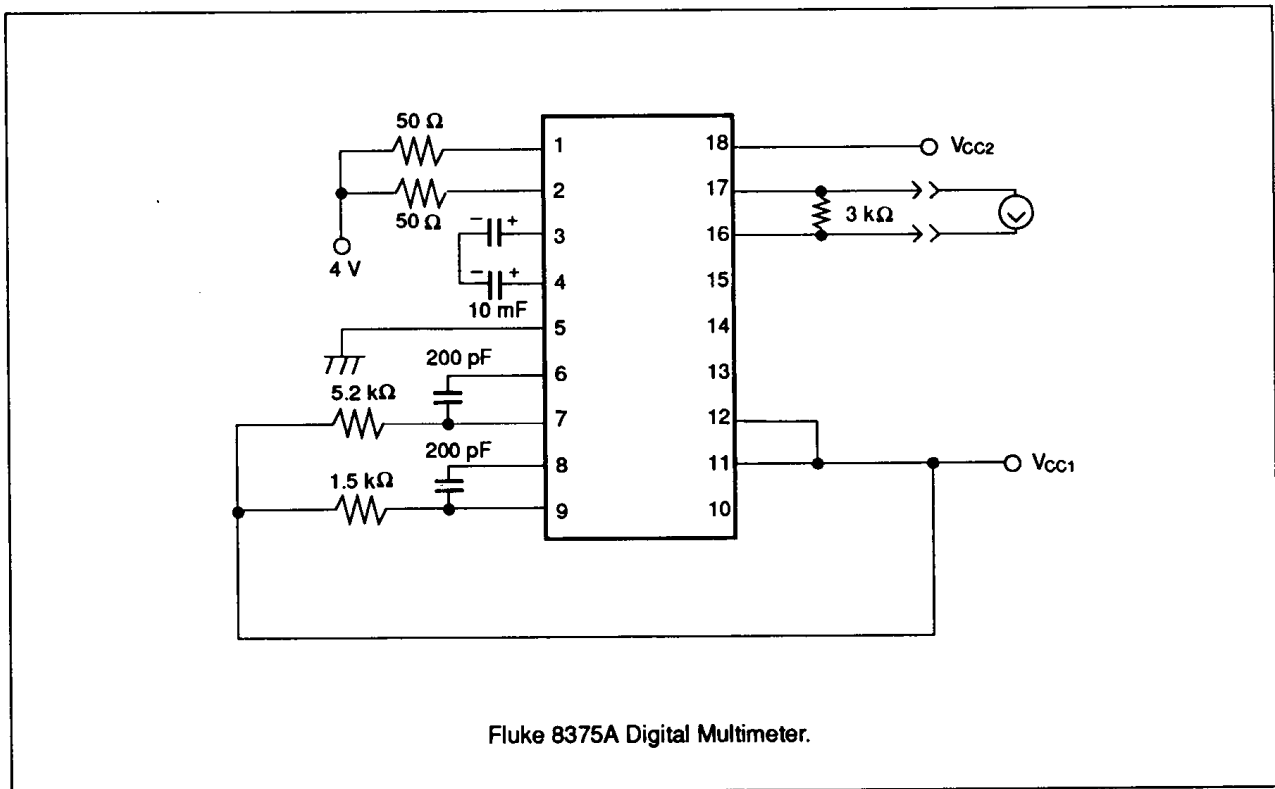 50 Ω
1
18
VCC2
2
17
50 Ω
3 kΩ
− +
3
16
4 V
− +
4
15
10 mF
5
14
200 pF
6
13
5.2 kΩ
7
12
200 pF
8
11
VCC1
1.5 kΩ
9
10
Fluke 8375A Digital Multimeter.